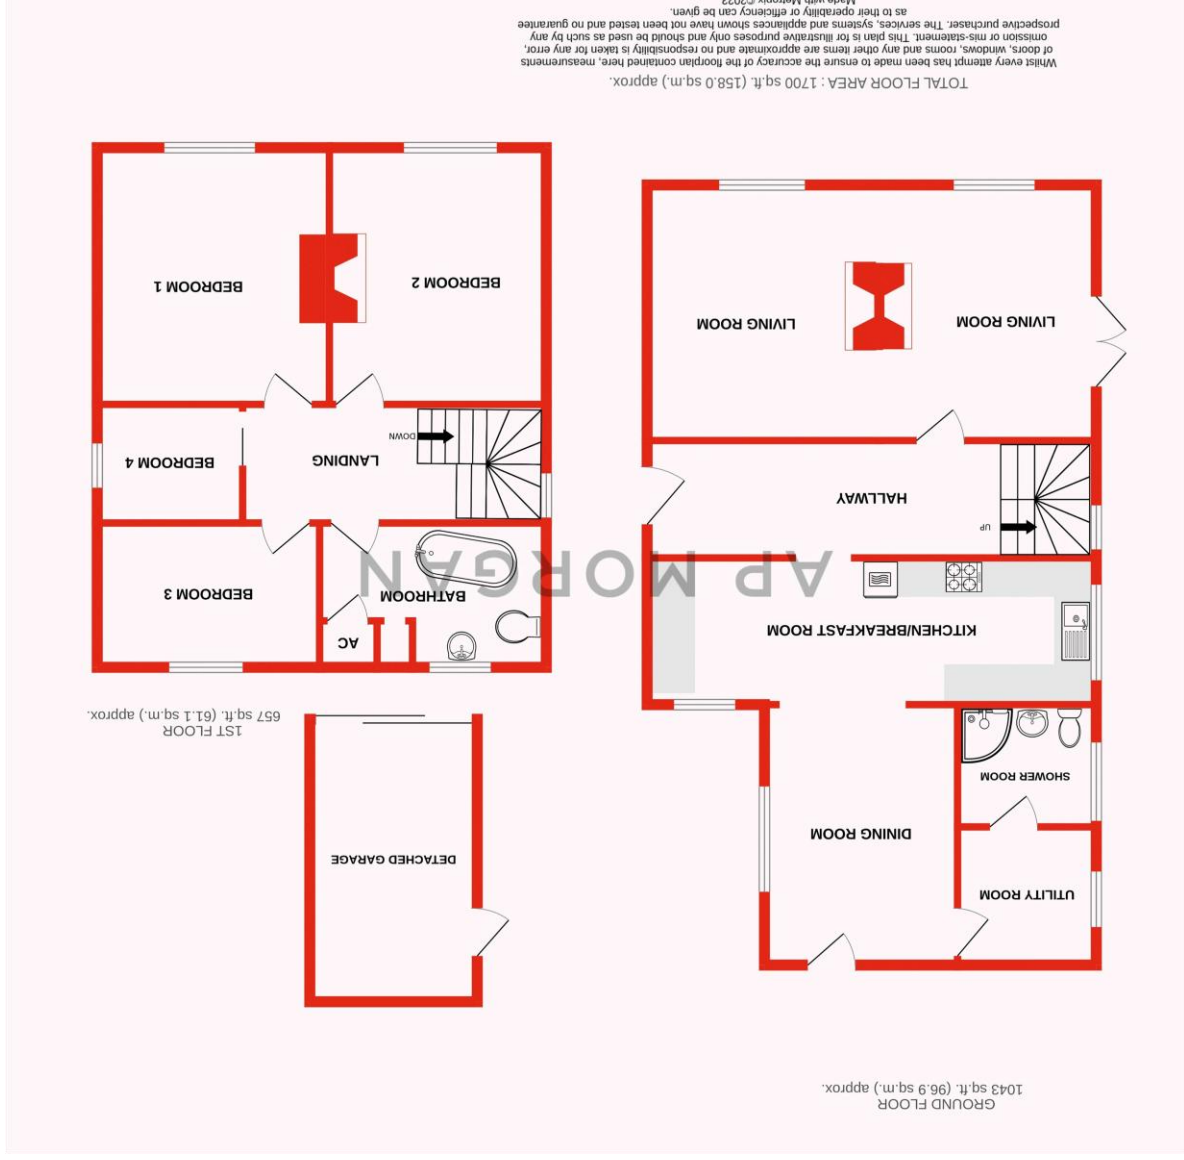 GROUND FLOOR
1043 sq.ft. (96.9 sq.m.) approx.
UTILITY ROOM
DINING ROOM
SHOWER ROOM
KITCHEN/BREAKFAST ROOM
UP
HALLWAY
LIVING ROOM
LIVING ROOM
DETACHED GARAGE
1ST FLOOR
657 sq.ft. (61.1 sq.m.) approx.
AC
BATHROOM
BEDROOM 3
LANDING
BEDROOM 4
DOWN
BEDROOM 2
BEDROOM 1
AP MORGAN
TOTAL FLOOR AREA : 1700 sq.ft. (158.0 sq.m.) approx.
Whilst every attempt has been made to ensure the accuracy of the floorplan contained here, measurements
of doors, windows, rooms and any other items are approximate and no responsibility is taken for any error,
omission or mis-statement. This plan is for illustrative purposes only and should be used as such by any
prospective purchaser. The services, systems and appliances shown have not been tested and no guarantee
as to their operability or efficiency can be given.
Made with Metropix ©2023